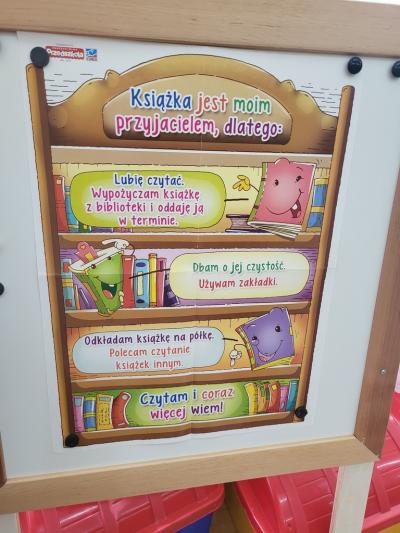 Przedszkola
Książka jest moim
przyjacielem, dlatego:
Lubię czytać.
Wypożyczam książkę
z biblioteki i oddaję ją
w terminie.
Dbam o jej czystość.
Używam zakładki.
Odkładam książkę na półkę.
Polecam czytanie
książek innym.
Czytam i coraz
więcej wiem!